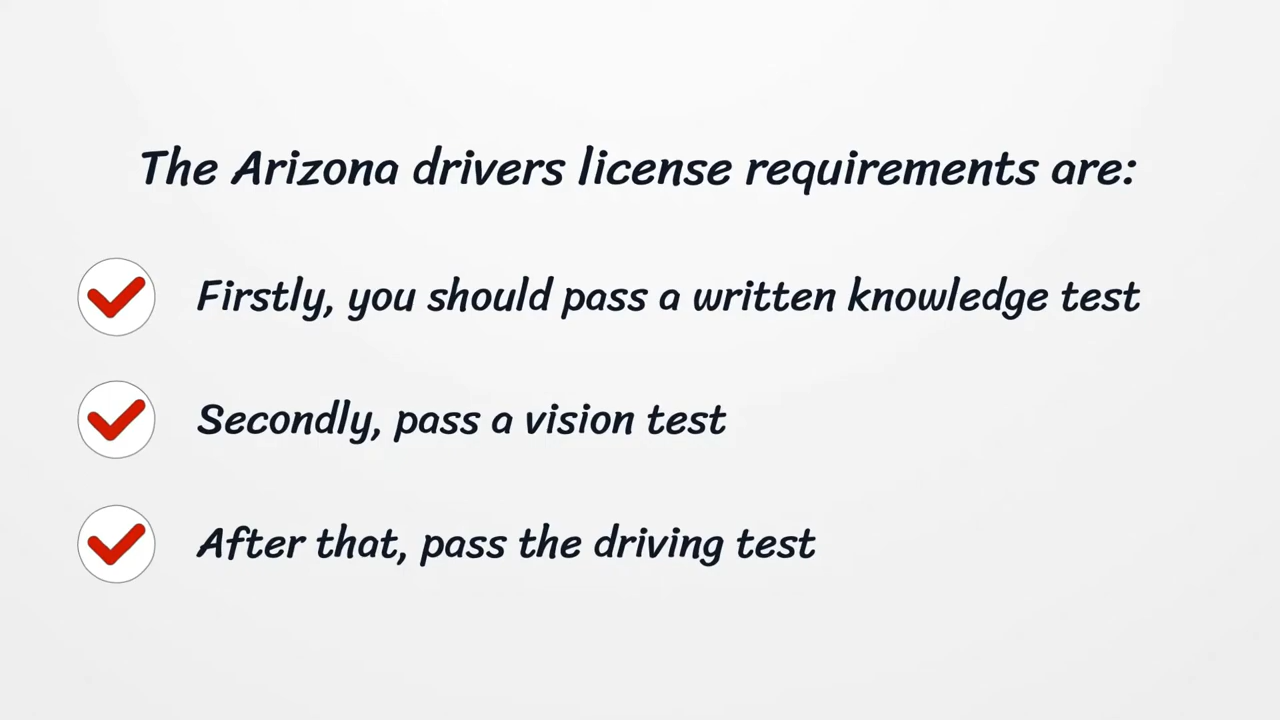 The Arizona drivers license requirements are:
Firstly, you should pass a written knowledge test
Secondly, pass a vision test
After that, pass the driving test